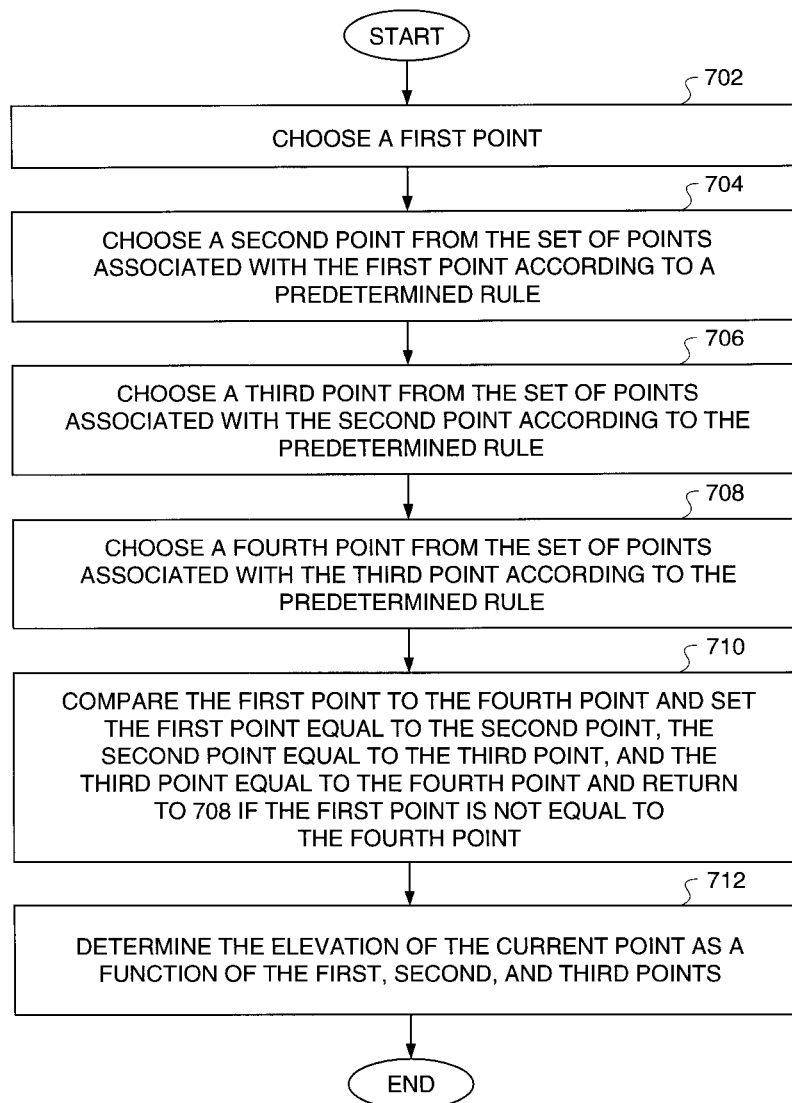 START
702
CHOOSE A FIRST POINT
704
CHOOSE A SECOND POINT FROM THE SET OF POINTS
ASSOCIATED WITH THE FIRST POINT ACCORDING TO A
PREDETERMINED RULE
706
CHOOSE A THIRD POINT FROM THE SET OF POINTS
ASSOCIATED WITH THE SECOND POINT ACCORDING TO THE
PREDETERMINED RULE
708
CHOOSE A FOURTH POINT FROM THE SET OF POINTS
ASSOCIATED WITH THE THIRD POINT ACCORDING TO THE
PREDETERMINED RULE
710
COMPARE THE FIRST POINT TO THE FOURTH POINT AND SET
THE FIRST POINT EQUAL TO THE SECOND POINT, THE
SECOND POINT EQUAL TO THE THIRD POINT, AND THE
THIRD POINT EQUAL TO THE FOURTH POINT AND RETURN
TO 708 IF THE FIRST POINT IS NOT EQUAL TO
THE FOURTH POINT
712
DETERMINE THE ELEVATION OF THE CURRENT POINT AS A
FUNCTION OF THE FIRST, SECOND, AND THIRD POINTS
END